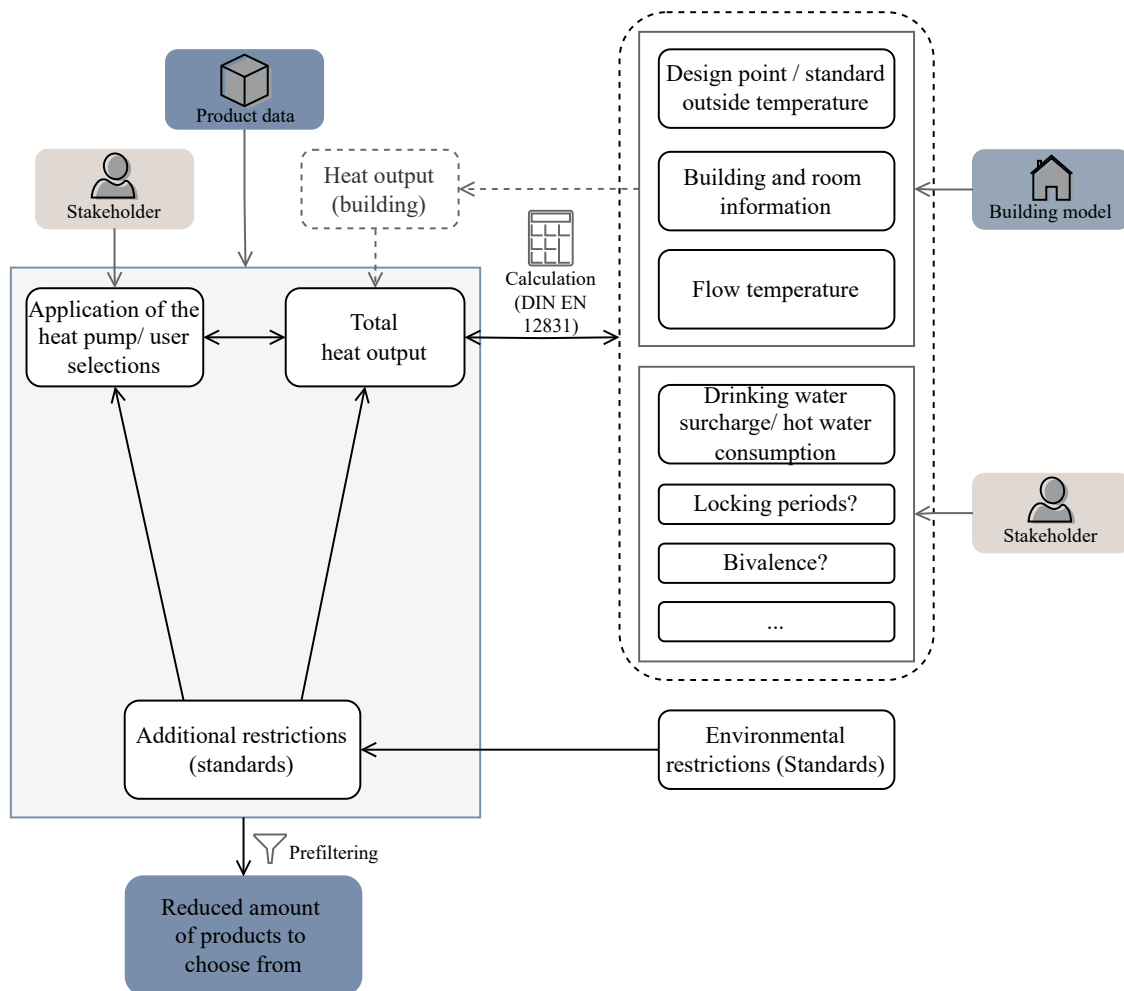 Product data
Stakeholder
Heat output
(building)
Design point / standard
outside temperature
Building and room
information
Flow temperature
Building model
Calculation
(DIN EN
12831)
Application of the
heat pump/ user
selections
Total
heat output
Drinking water
surcharge/ hot water
consumption
Locking periods?
Bivalence?
...
Stakeholder
Additional restrictions
(standards)
Environmental
restrictions (Standards)
Prefiltering
Reduced amount
of products to
choose from